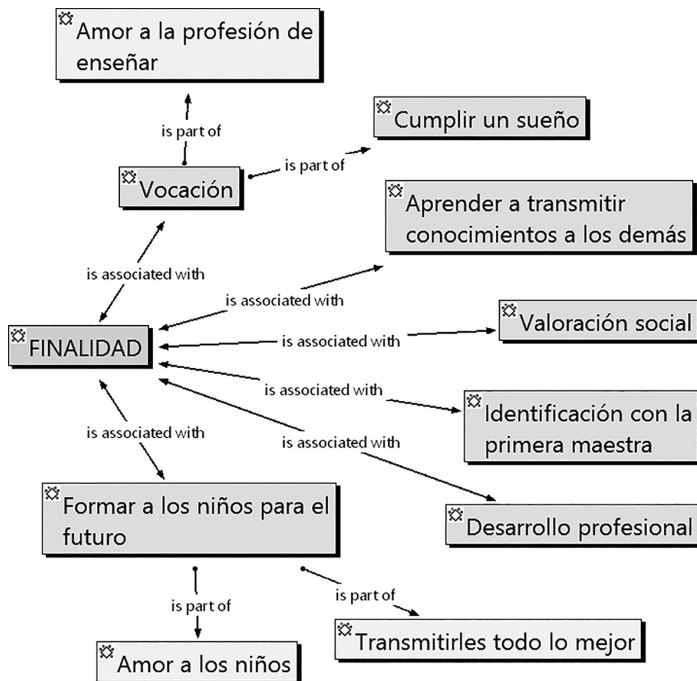 Amor a la profesión de
enseñar
is part of
Cumplir un sueño
is part of
Vocación
Aprender a transmitir
conocimientos a los demás
is associated with
is associated with
Valoración social
FINALIDAD
is associated with
is associated with
Identificación con la
primera maestra
is associated with
is associated with
Formar a los niños para el
futuro
Desarrollo profesional
is part of
is part of
Transmitirles todo lo mejor
Amor a los niños